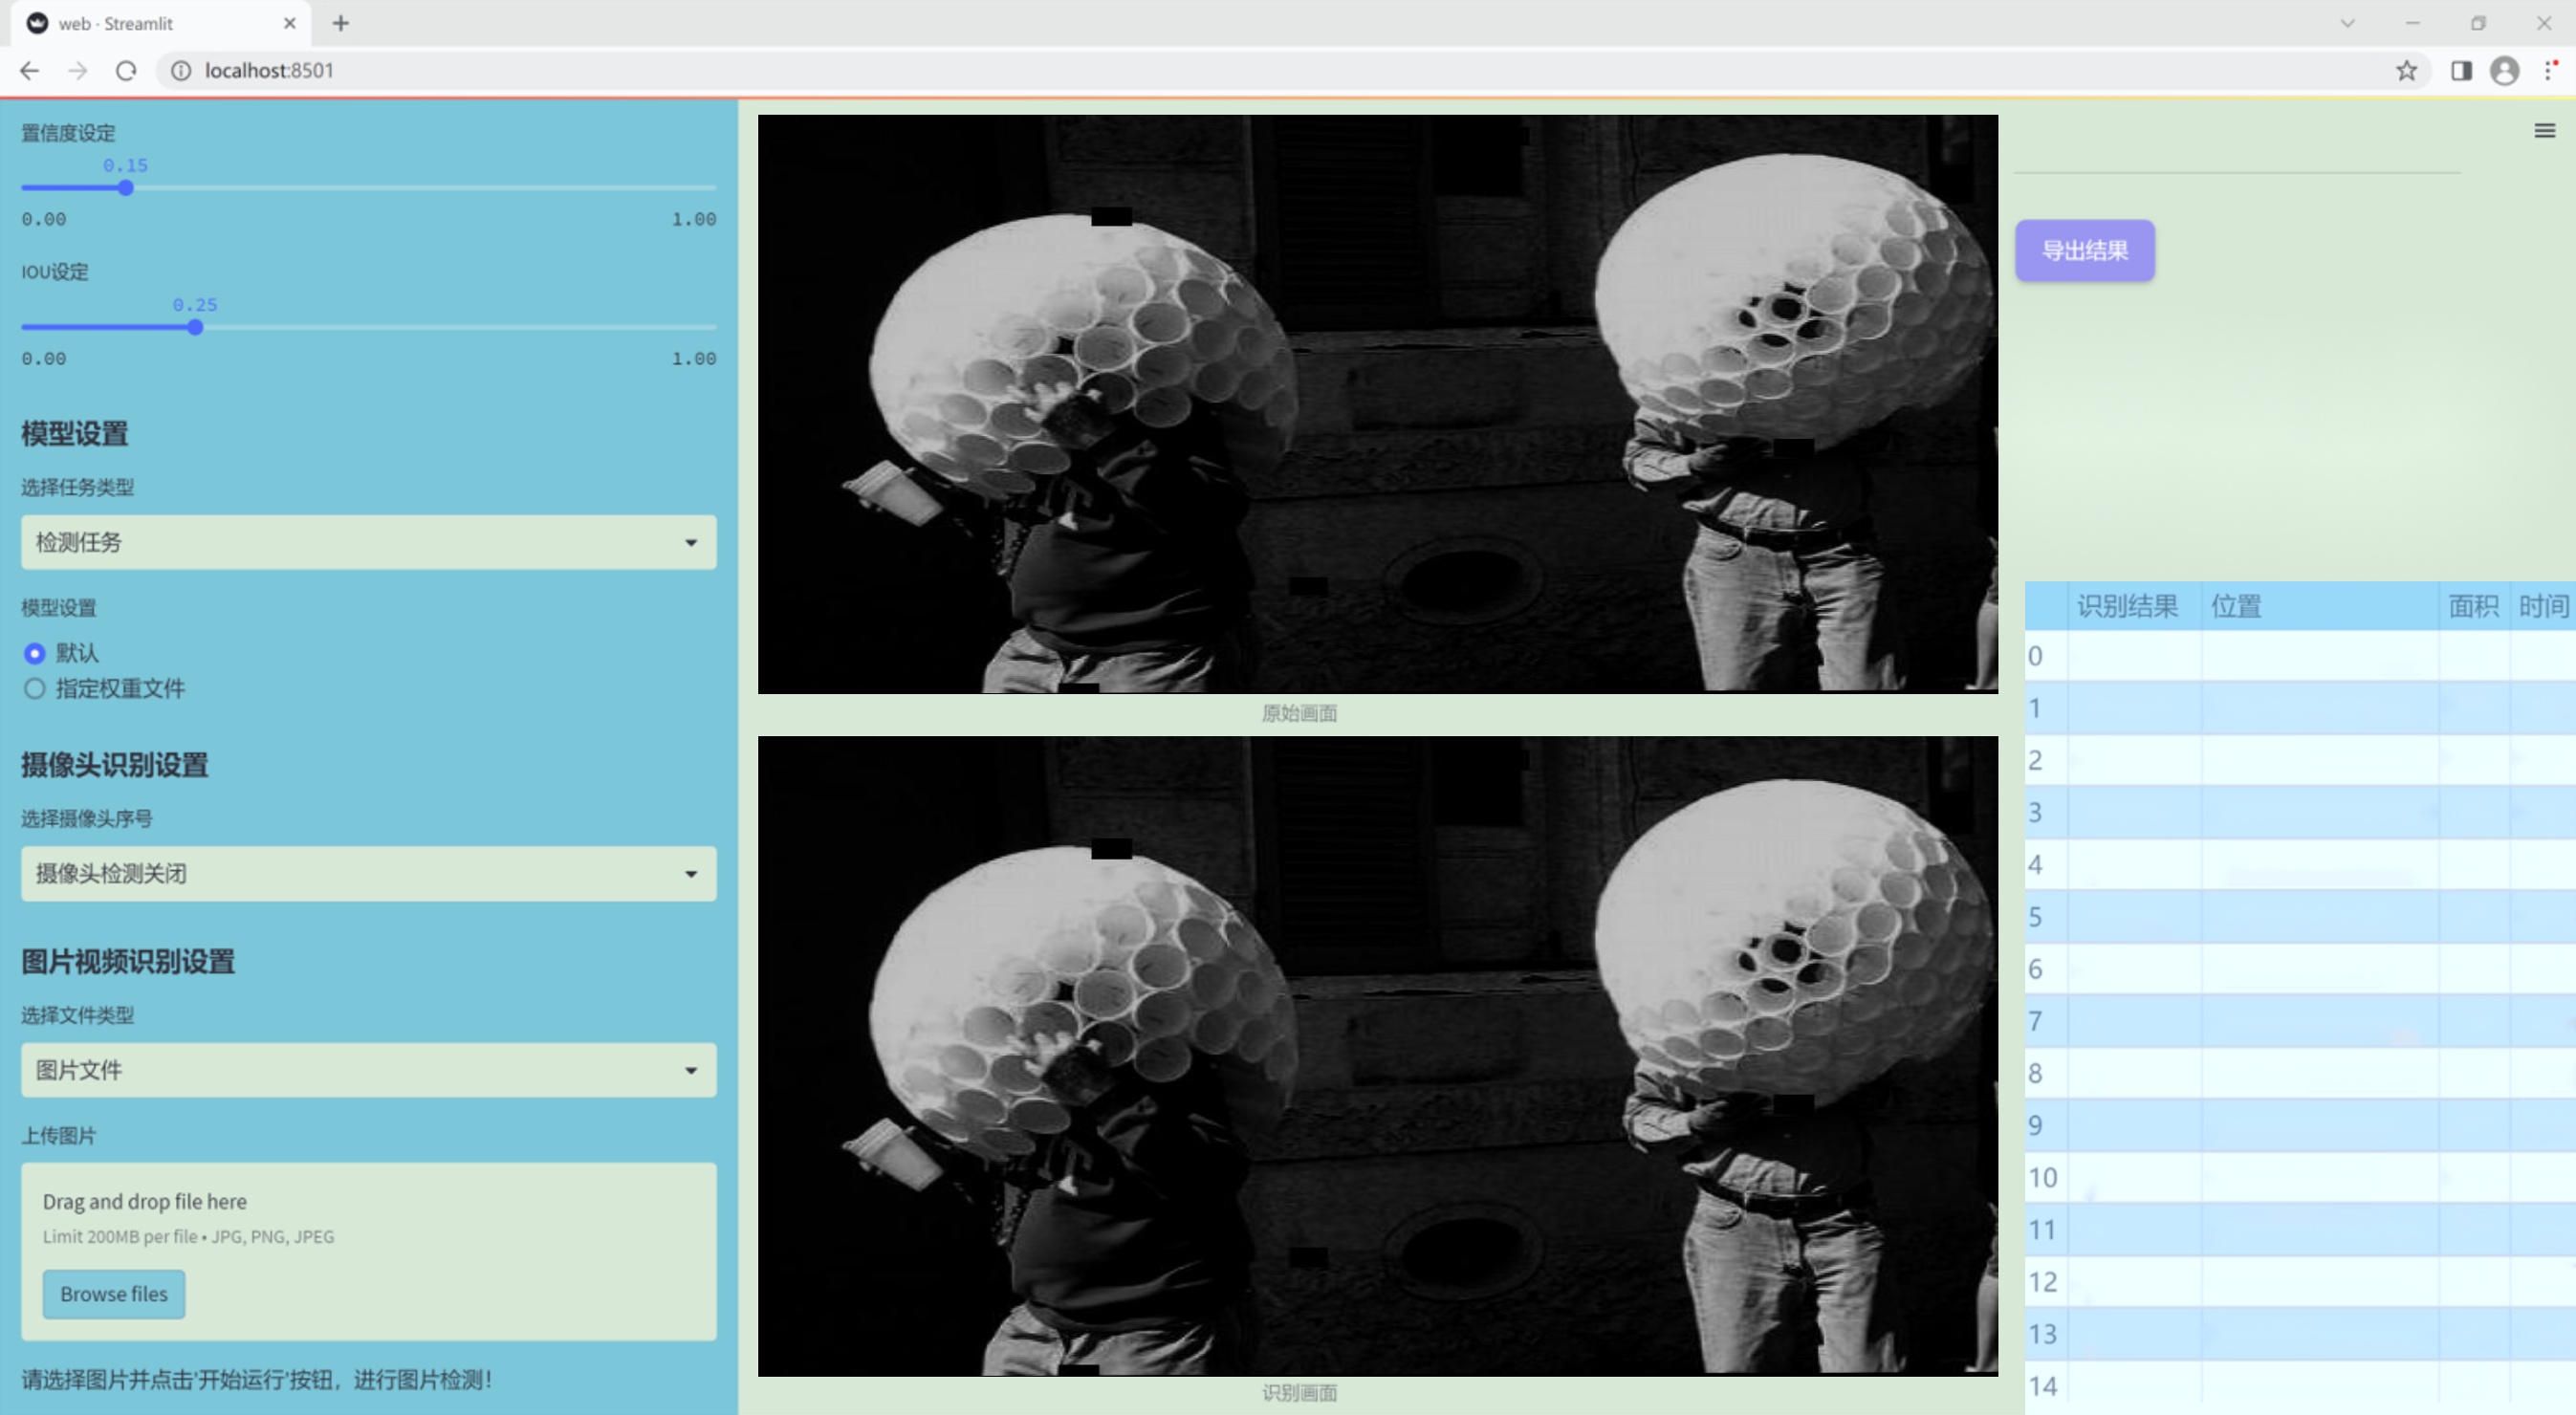 web · Streamlit
localhost:8501
置信度设定
0.15
0.00 1.00
IOU设定
0.25
0.00 1.00
模型设置
选择任务类型
检测任务
模型设置
默认
指定权重文件
摄像头识别设置
选择摄像头序号
摄像头检测关闭
图片视频识别设置
选择文件类型
图片文件
上传图片
Drag and drop file here
Limit 200MB per file • JPG, PNG, JPEG
Browse files
请选择图片并点击'开始运行'按钮，进行图片检测!
原始画面
识别画面
导出结果
识别结果 位置 面积 时间
0
1
2
3
4
5
6
7
8
9
10
11
12
13
14